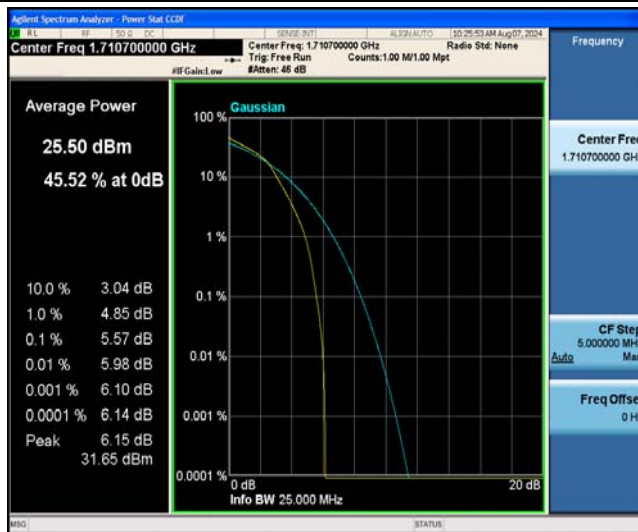 Agilent Spectrum Analyzer - Power Stat CCDF
RL RF 50 Ω DC SENSE:INT ALIGN AUTO 10:25:53 AM Aug 07, 2024
Center Freq 1.710700000 GHz
Center Freq: 1.710700000 GHz Radio Std: None
Trig: Free Run Counts:1.00 M/1.00 Mpt
#IFGain:Low #Atten: 46 dB
Frequency
Average Power
25.50 dBm
45.52 % at 0dB
10.0 % 3.04 dB
1.0 % 4.85 dB
0.1 % 5.57 dB
0.01 % 5.98 dB
0.001 % 6.10 dB
0.0001 % 6.14 dB
Peak 6.15 dB
31.65 dBm
Gaussian
100 %
10 %
1 %
0.1 %
0.01 %
0.001 %
0.0001 %
0 dB 20 dB
Info BW 25.000 MHz
Center Fre
1.710700000 GH
CF Ste
5.000000 MH
Auto Ma
Freq Offse
0 H
MSG STATUS